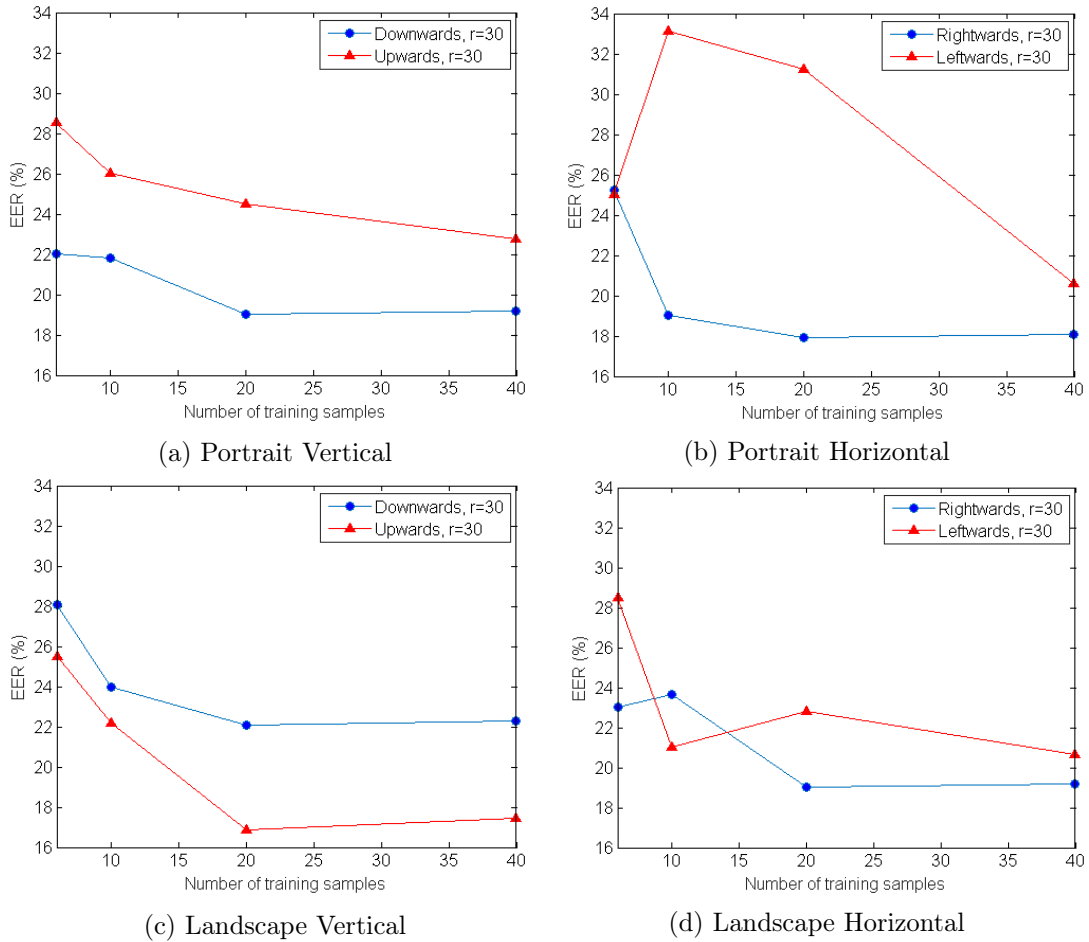 34
32
30
28
26
24
22
20
18
16
EER (%)
Downwards, r=30
Upwards, r=30
10 15 20 25 30 35 40
Number of training samples
(a) Portrait Vertical
34
32
30
28
26
24
22
20
18
16
EER (%)
Rightwards, r=30
Leftwards, r=30
10 15 20 25 30 35 40
Number of training samples
(b) Portrait Horizontal
34
32
30
28
26
24
22
20
18
16
EER (%)
Downwards, r=30
Upwards, r=30
10 15 20 25 30 35 40
Number of training samples
(c) Landscape Vertical
34
32
30
28
26
24
22
20
18
16
EER (%)
Rightwards, r=30
Leftwards, r=30
10 15 20 25 30 35 40
Number of training samples
(d) Landscape Horizontal